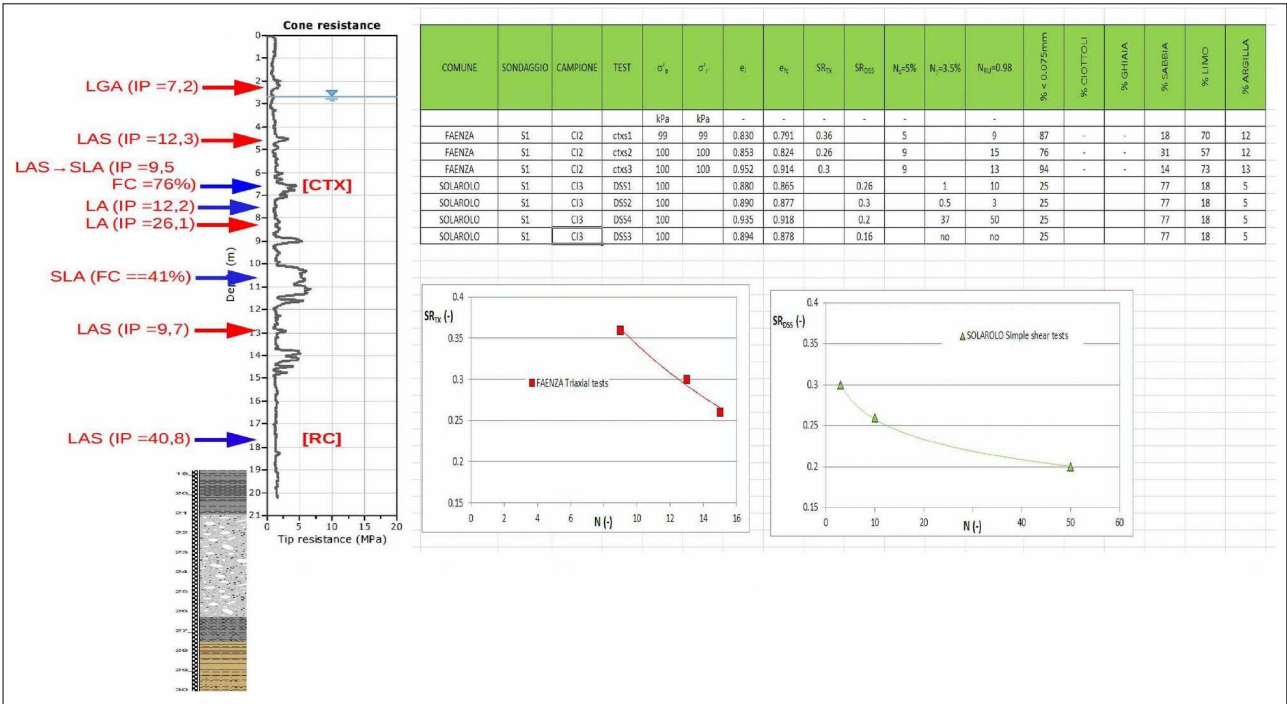 Cone resistance
0
1
2
3
4
5
6
7
8
9
10
11
12
13
14
15
16
17
18
19
20
21
0 5 10 15 20
Tip resistance (MPa)
LGA (IP =7,2)
LAS (IP =12,3)
LAS→SLA (IP =9,5
FC =76%)
[CTX]
LA (IP =12,2)
LA (IP =26,1)
SLA (FC ==41%)
LAS (IP =9,7)
LAS (IP =40,8)
[RC]
20
21
22
23
24
25
26
27
28
29
30
COMUNE SONDAGGIO CAMPIONE TEST σ'a σ'r ei efc SRTX SRDSS Nε=5% Nγ=3.5% NRU=0.98 % < 0.075mm % CIOTTOLI % GHIAIA % SABBIA % LIMO % ARGILLA
kPa kPa - - - - - - -
FAENZA S1 CI2 ctxs1 99 99 0.830 0.791 0.36 5 9 87 - - 18 70 12
FAENZA S1 CI2 ctxs2 100 100 0.853 0.824 0.26 9 15 76 - - 31 57 12
FAENZA S1 CI2 ctxs3 100 100 0.952 0.914 0.3 9 13 94 - - 14 73 13
SOLAROLO S1 CI3 DSS1 100 0.880 0.865 0.26 1 10 25 77 18 5
SOLAROLO S1 CI3 DSS2 100 0.890 0.877 0.3 0.5 3 25 77 18 5
SOLAROLO S1 CI3 DSS4 100 0.935 0.918 0.2 37 50 25 77 18 5
SOLAROLO S1 CI3 DSS3 100 0.894 0.878 0.16 no no 25 77 18 5
0.4
SRTX (-)
0.35
0.3
FAENZA Triaxial tests
0.25
0.2
0.15
0 2 4 6 8 10 12 14 16
N (-)
0.4
SRDSS (-)
0.35
SOLAROLO Simple shear tests
0.3
0.25
0.2
0.15
0 10 20 30 40 50 60
N (-)